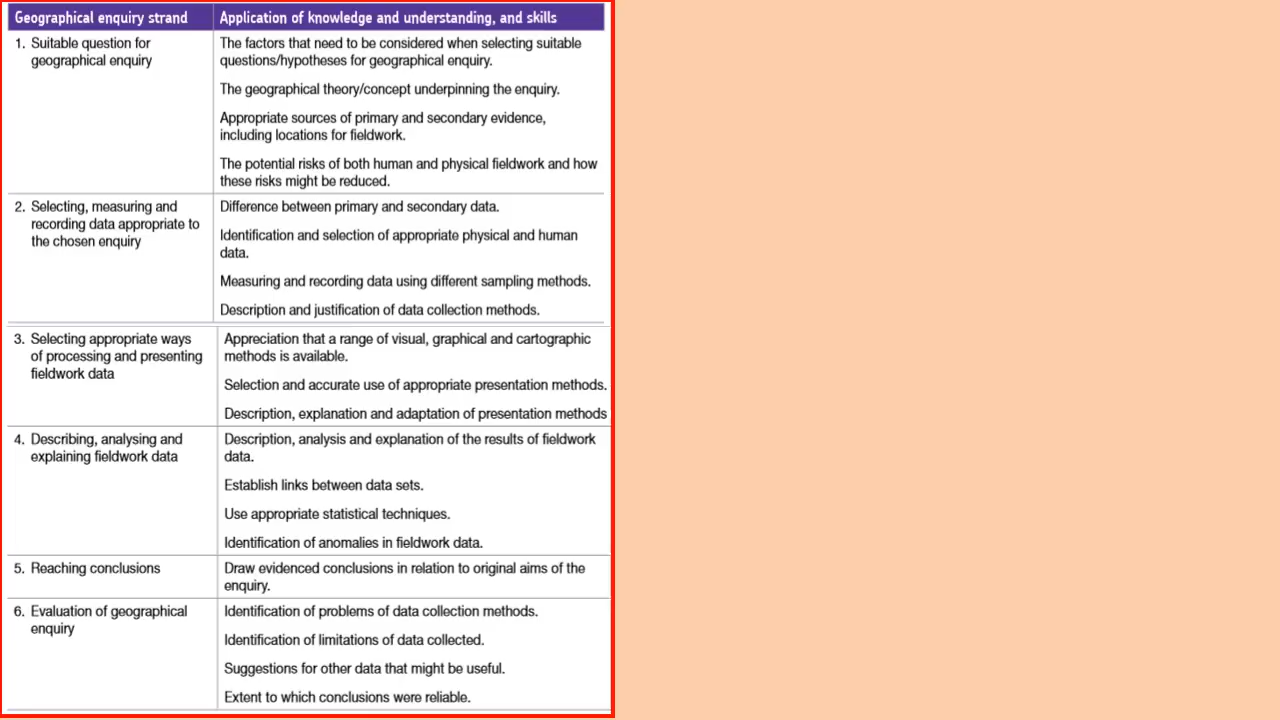 Geographical enquiry strand
Application of knowledge and understanding, and skills
1. Suitable question for
geographical enquiry
The factors that need to be considered when selecting suitable
questions/hypotheses for geographical enquiry.
The geographical theory/concept underpinning the enquiry.
Appropriate sources of primary and secondary evidence,
including locations for fieldwork.
The potential risks of both human and physical fieldwork and how
these risks might be reduced.
2. Selecting, measuring and
recording data appropriate to
the chosen enquiry
Difference between primary and secondary data.
Identification and selection of appropriate physical and human
data.
Measuring and recording data using different sampling methods.
Description and justification of data collection methods.
3. Selecting appropriate ways
of processing and presenting
fieldwork data
Appreciation that a range of visual, graphical and cartographic
methods is available.
Selection and accurate use of appropriate presentation methods.
Description, explanation and adaptation of presentation methods
4. Describing, analysing and
explaining fieldwork data
Description, analysis and explanation of the results of fieldwork
data.
Establish links between data sets.
Use appropriate statistical techniques.
Identification of anomalies in fieldwork data.
5. Reaching conclusions
Draw evidenced conclusions in relation to original aims of the
enquiry.
6. Evaluation of geographical
enquiry
Identification of problems of data collection methods.
Identification of limitations of data collected.
Suggestions for other data that might be useful.
Extent to which conclusions were reliable.